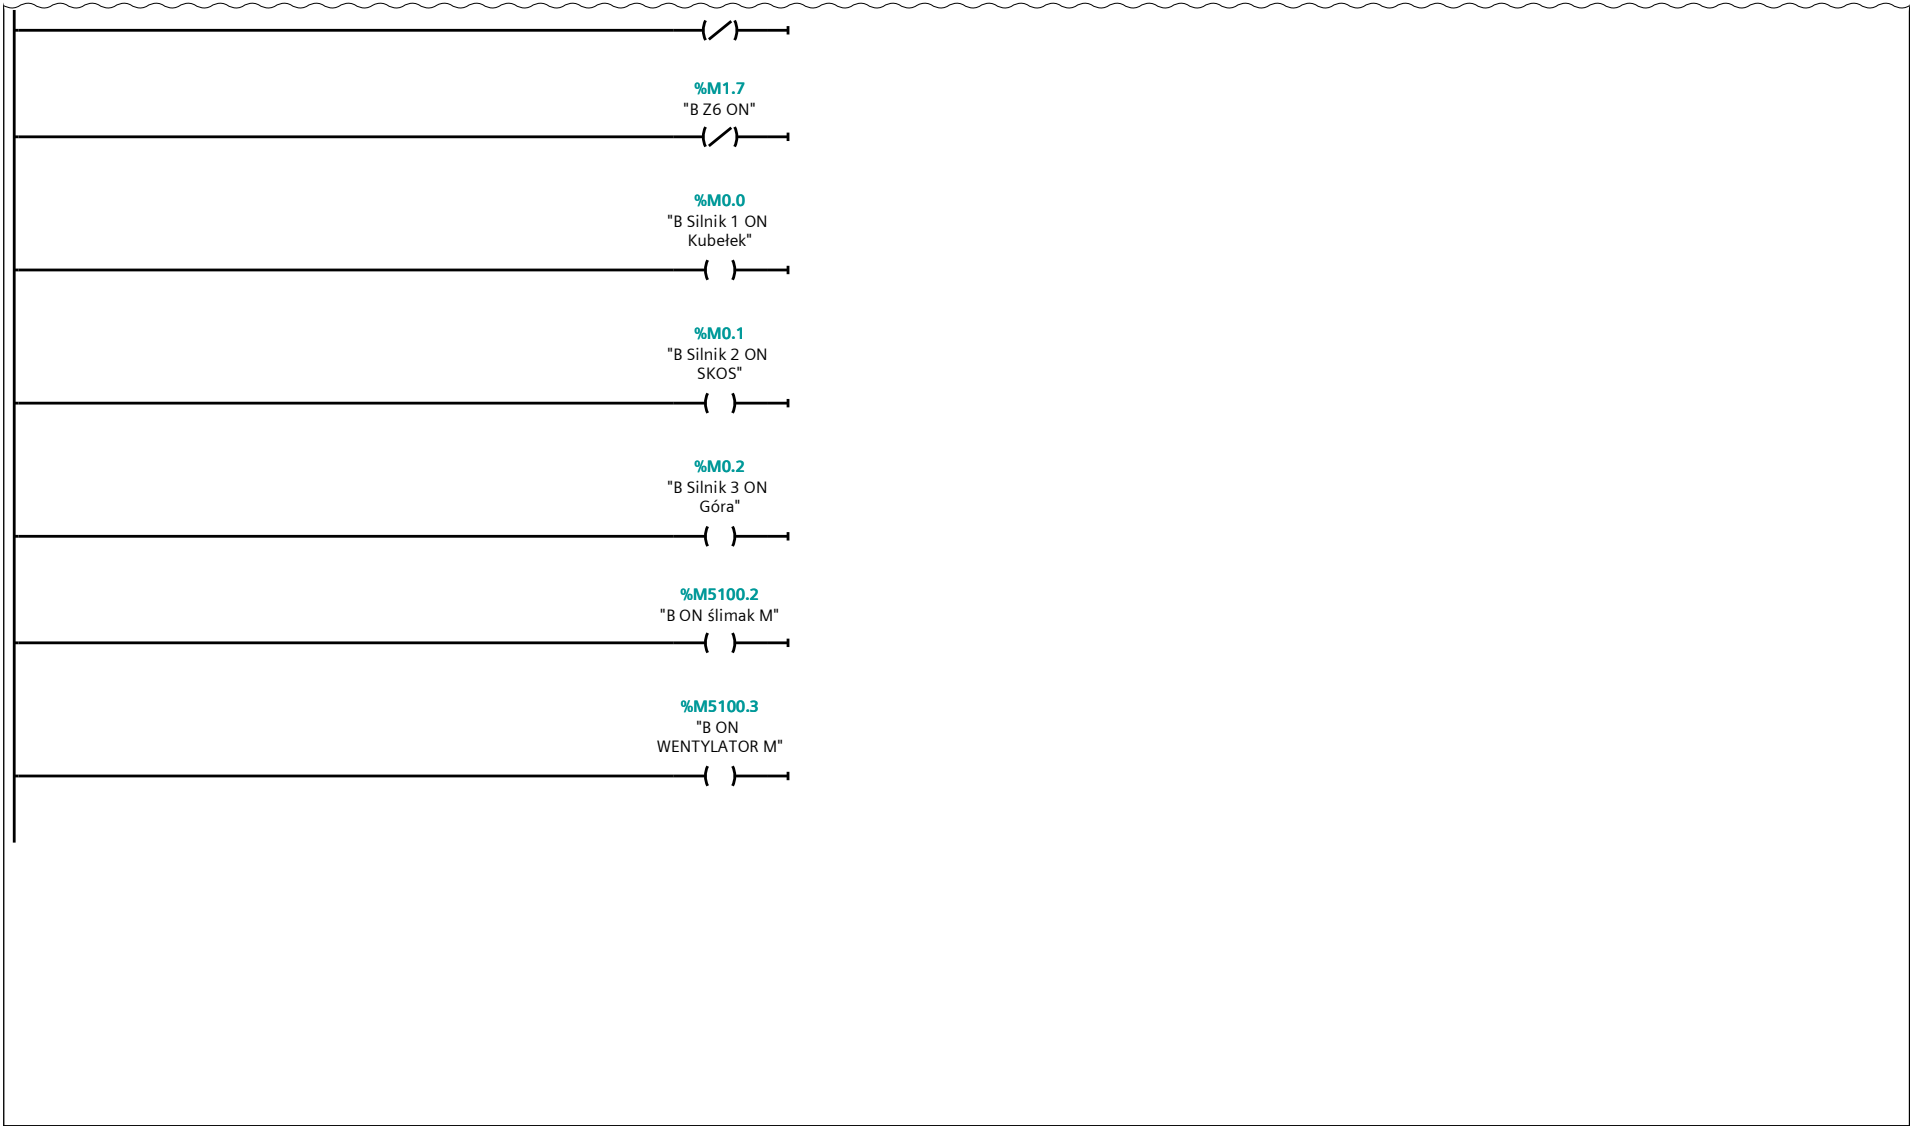 %M1.7
"B Z6 ON"
%M0.0
"B Silnik 1 ON
Kubełek"
%M0.1
"B Silnik 2 ON
SKOS"
%M0.2
"B Silnik 3 ON
Góra"
%M5100.2
"B ON ślimak M"
%M5100.3
"B ON
WENTYLATOR M"